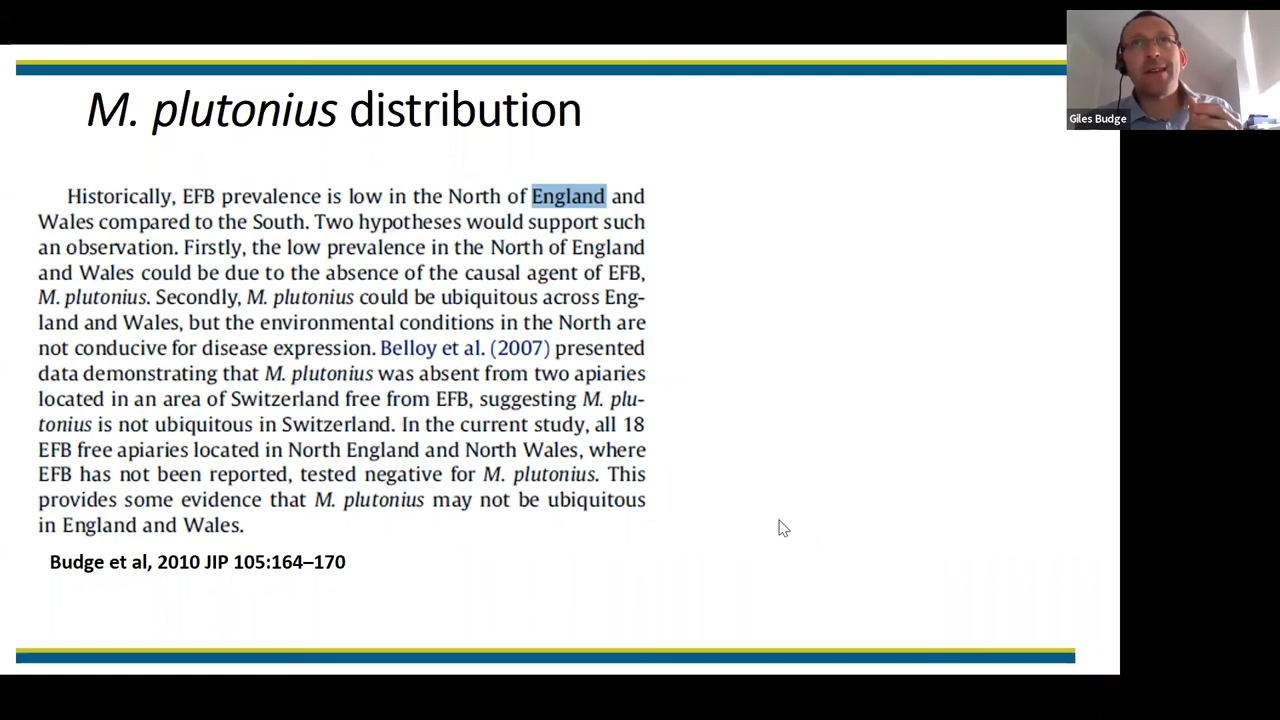 M. plutonius distribution
Giles Budge
Historically, EFB prevalence is low in the North of England and
Wales compared to the South. Two hypotheses would support such
an observation. Firstly, the low prevalence in the North of England
and Wales could be due to the absence of the causal agent of EFB,
M. plutonius. Secondly, M. plutonius could be ubiquitous across Eng-
land and Wales, but the environmental conditions in the North are
not conducive for disease expression. Belloy et al. (2007) presented
data demonstrating that M. plutonius was absent from two apiaries
located in an area of Switzerland free from EFB, suggesting M. plu-
tonius is not ubiquitous in Switzerland. In the current study, all 18
EFB free apiaries located in North England and North Wales, where
EFB has not been reported, tested negative for M. plutonius. This
provides some evidence that M. plutonius may not be ubiquitous
in England and Wales.
Budge et al, 2010 JIP 105:164–170